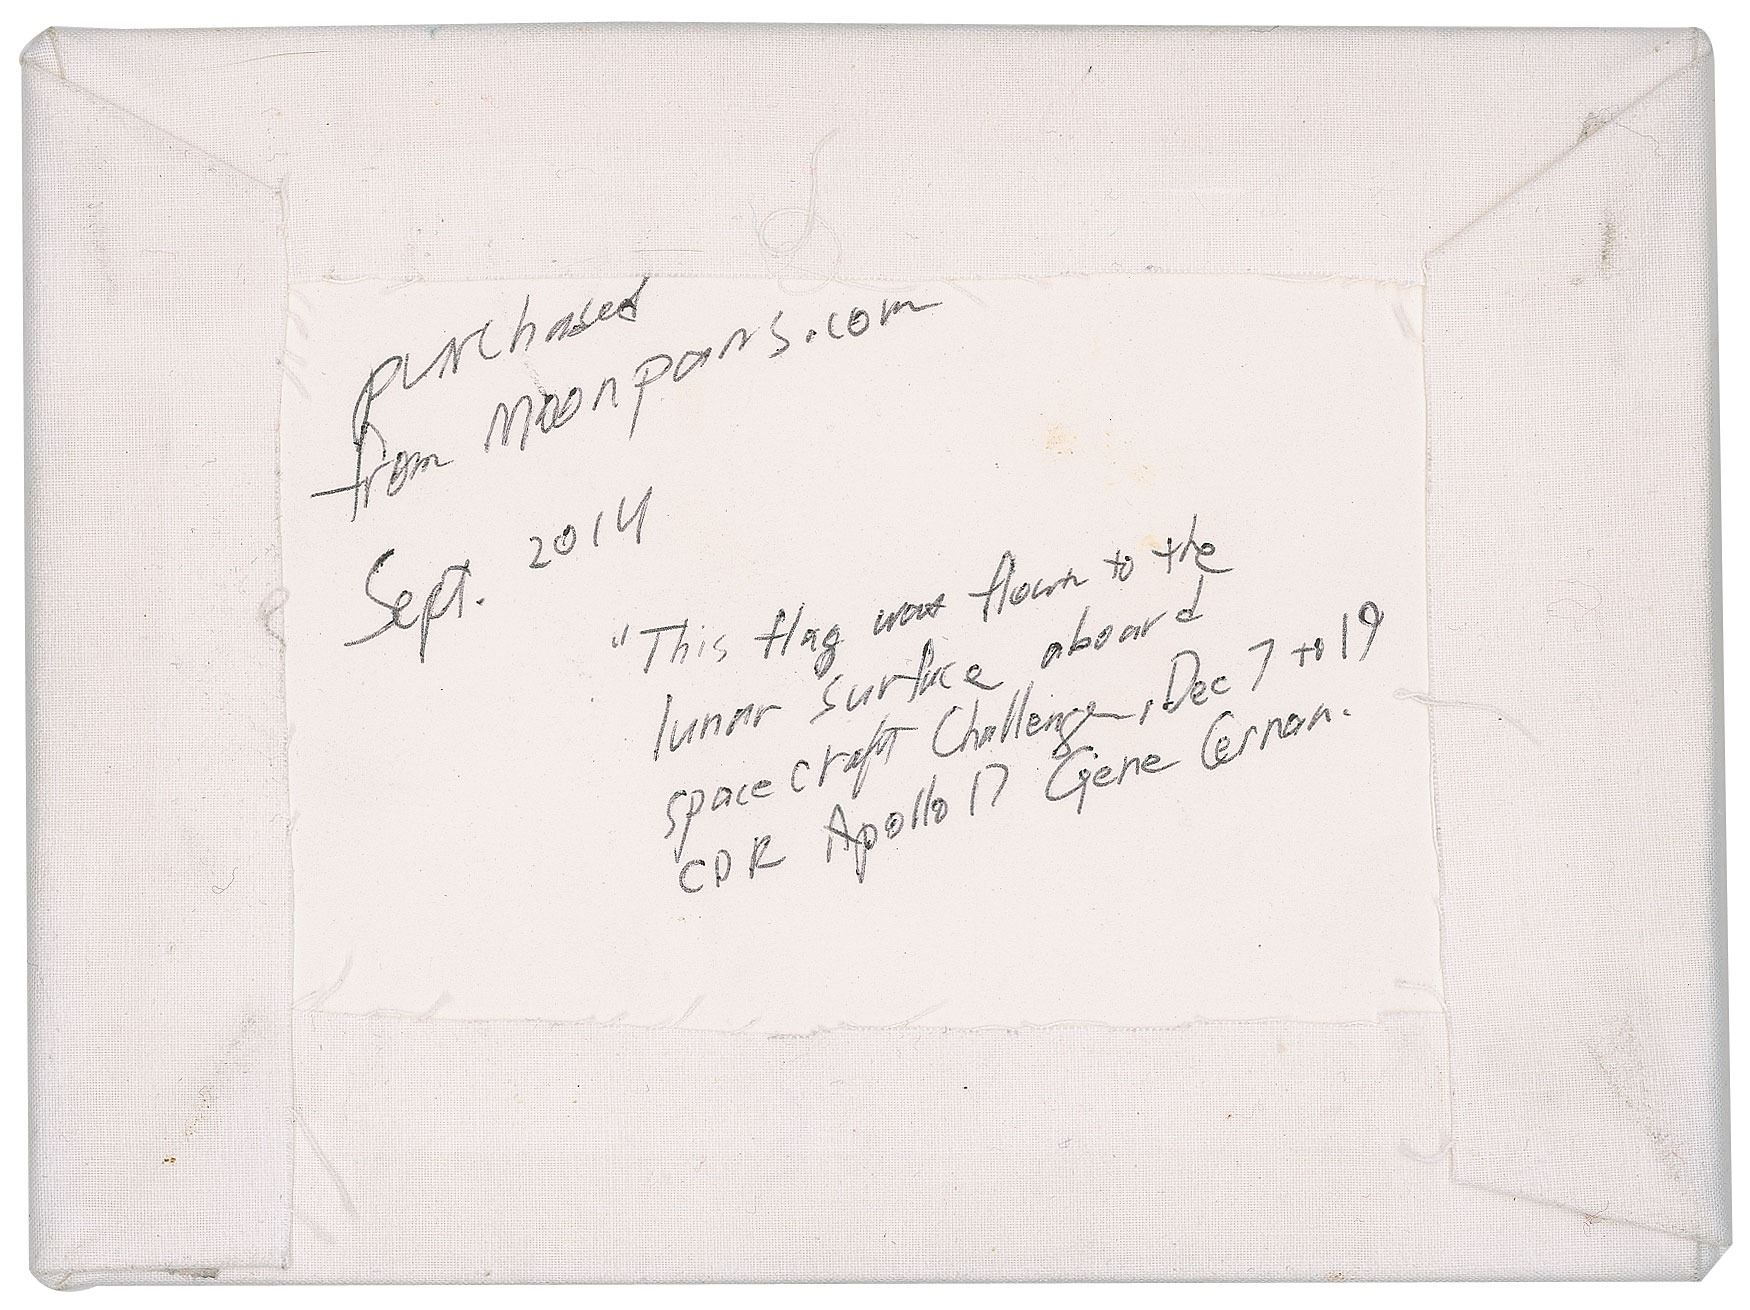 purchased
from Moonpans.com
Sept. 2014
"This flag was flown to the
lunar surface aboard
spacecraft Challenger, Dec 7 to 19
CDR Apollo 17 Gene Cernan.